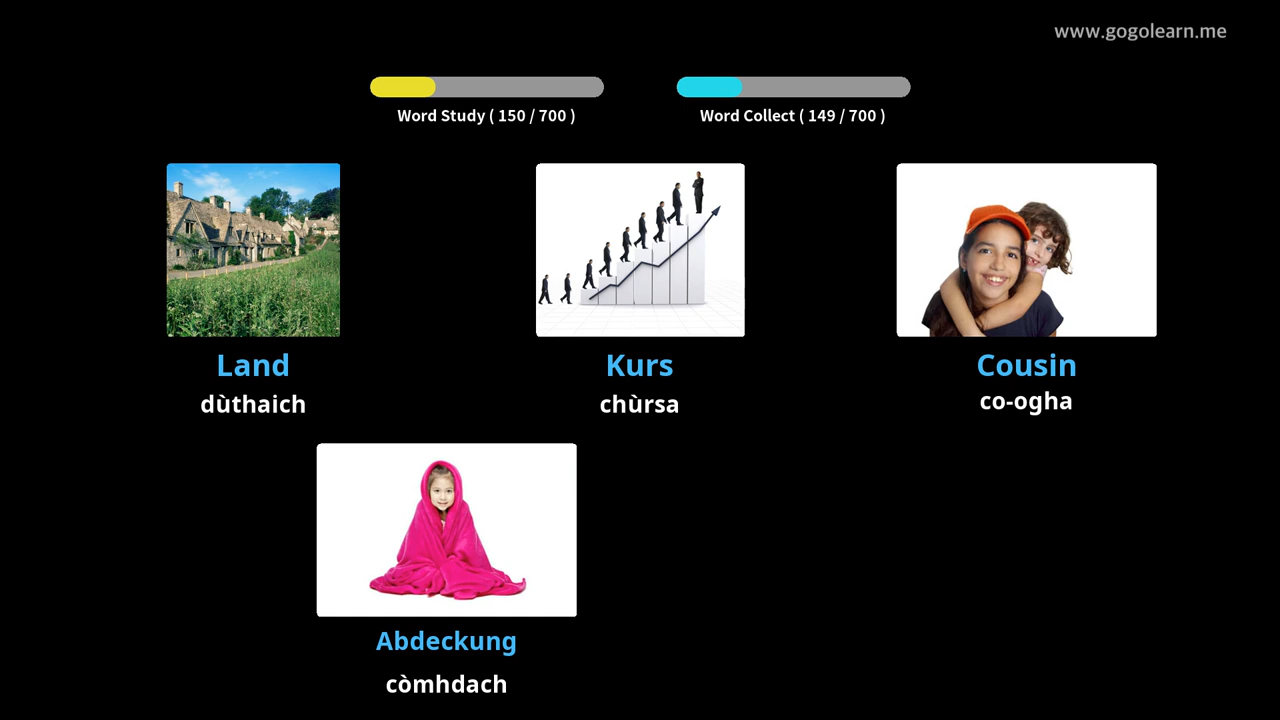 www.gogolearn.me
Word Study ( 150 / 700 )
Word Collect ( 149 / 700 )
Land
Kurs
Cousin
dùthaich
chùrsa
co-ogha
Abdeckung
còmhdach